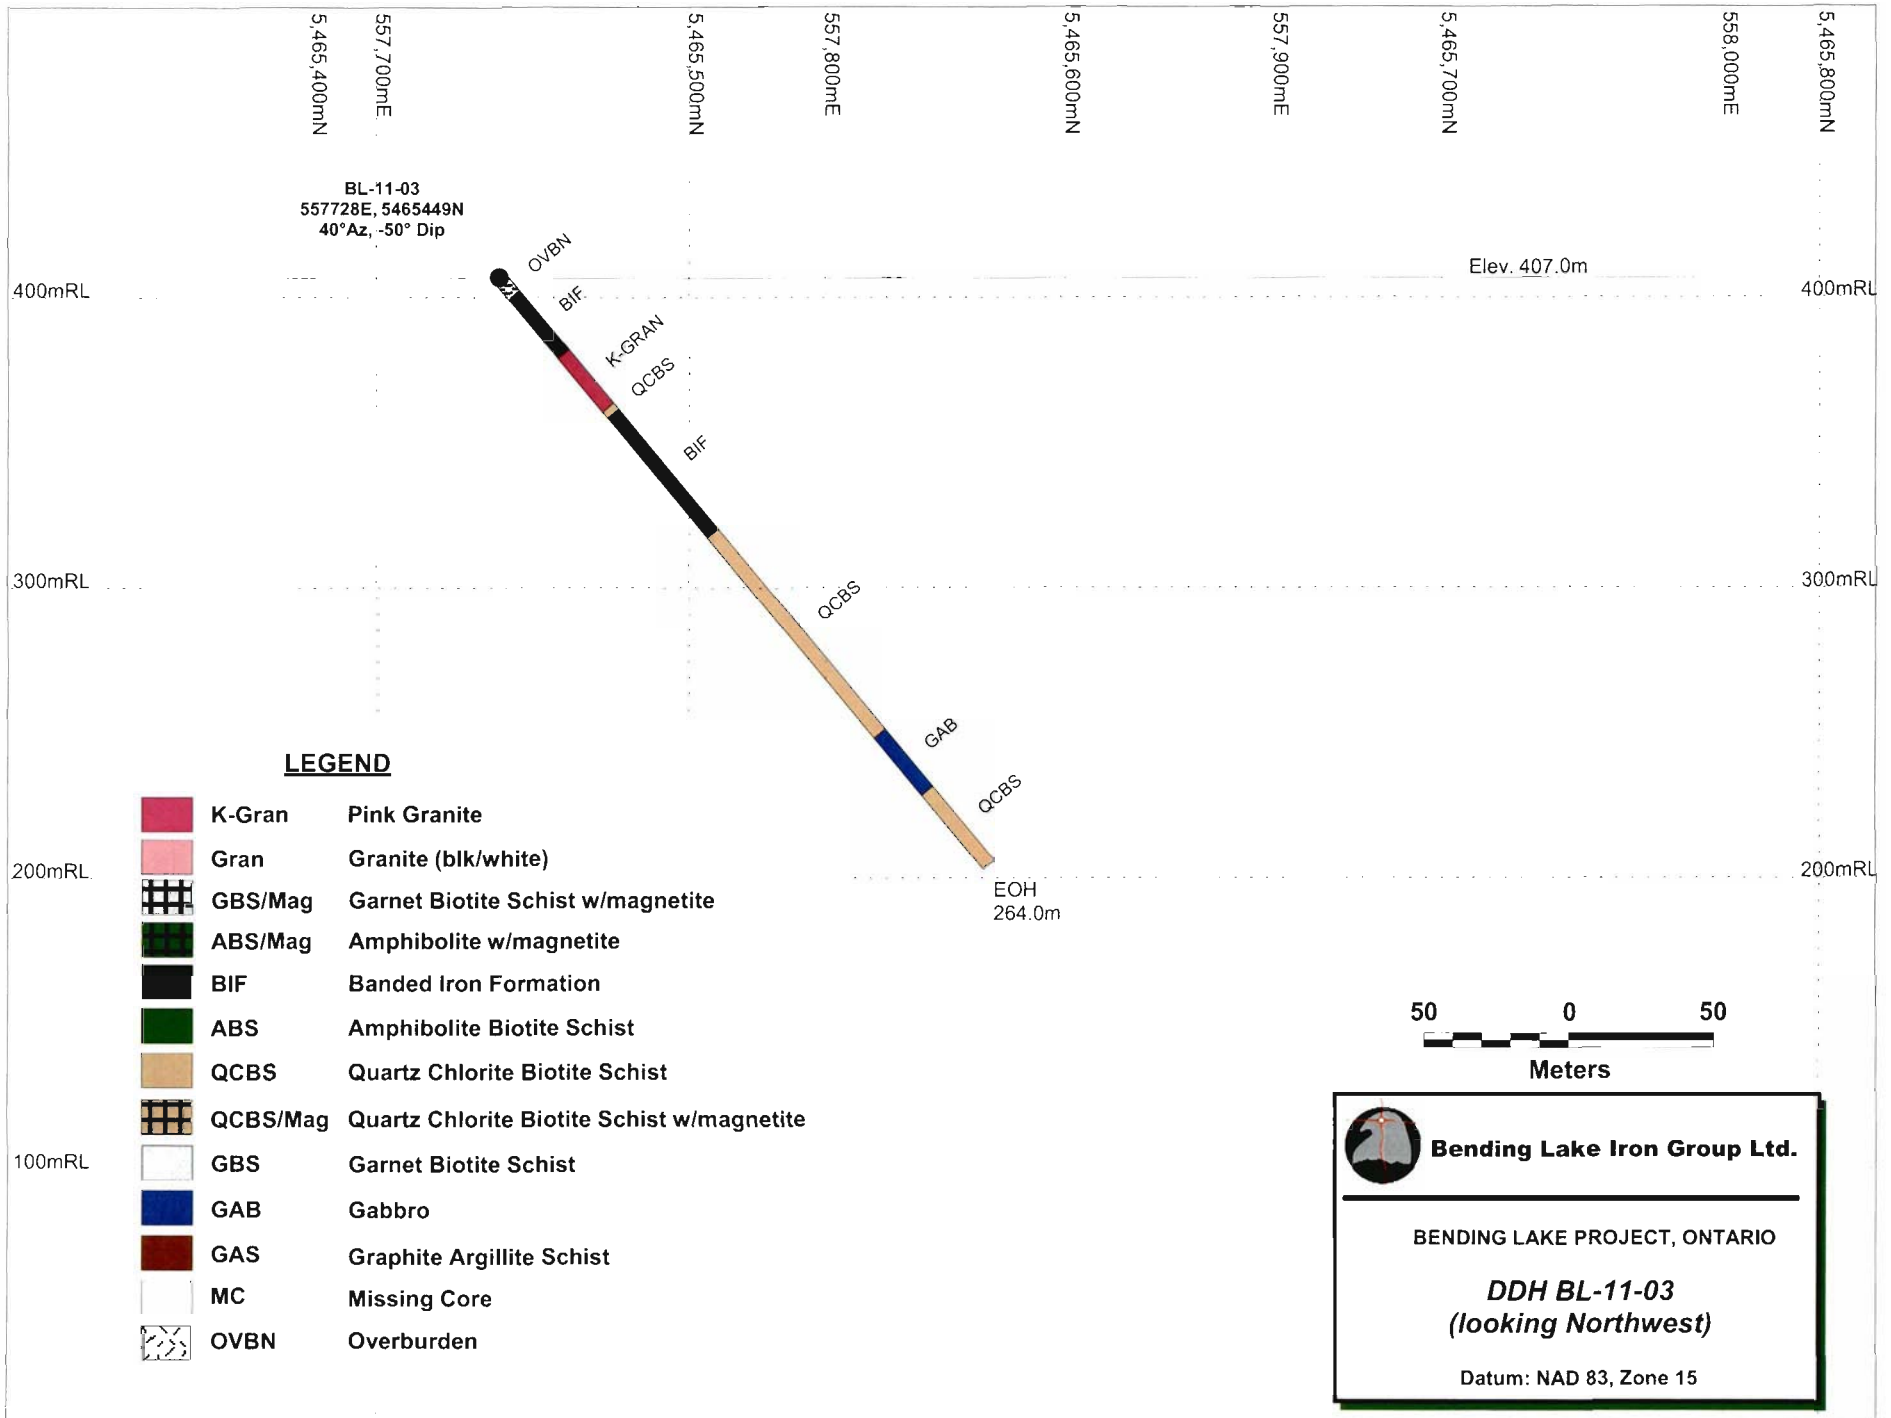 5,465,400mN
557,700mE
5,465,500mN
557,800mE
5,465,600mN
557,900mE
5,465,700mN
558,000mE
5,465,800mN
BL-11-03
557728E, 5465449N
40°Az, -50° Dip
OVBN
Elev. 407.0m
400mRL
400mRL
BIF
K-GRAN
QCBS
BIF
300mRL
300mRL
QCBS
GAB
QCBS
200mRL
200mRL
EOH
264.0m
100mRL
LEGEND
K-Gran Pink Granite
Gran Granite (blk/white)
GBS/Mag Garnet Biotite Schist w/magnetite
ABS/Mag Amphibolite w/magnetite
BIF Banded Iron Formation
ABS Amphibolite Biotite Schist
QCBS Quartz Chlorite Biotite Schist
QCBS/Mag Quartz Chlorite Biotite Schist w/magnetite
GBS Garnet Biotite Schist
GAB Gabbro
GAS Graphite Argillite Schist
MC Missing Core
OVBN Overburden
50 0 50
Meters
Bending Lake Iron Group Ltd.
BENDING LAKE PROJECT, ONTARIO
DDH BL-11-03
(looking Northwest)
Datum: NAD 83, Zone 15